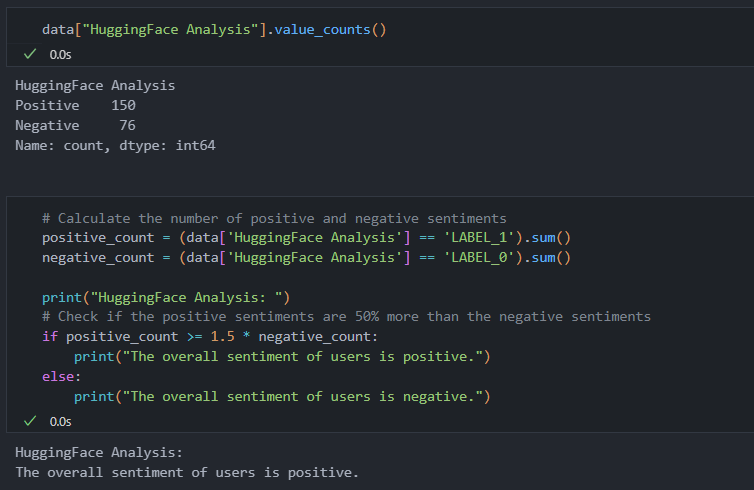 data["HuggingFace Analysis"].value_counts()
✓ 0.0s
HuggingFace Analysis
Positive    150
Negative     76
Name: count, dtype: int64
# Calculate the number of positive and negative sentiments
positive_count = (data['HuggingFace Analysis'] == 'LABEL_1').sum()
negative_count = (data['HuggingFace Analysis'] == 'LABEL_0').sum()
print("HuggingFace Analysis: ")
# Check if the positive sentiments are 50% more than the negative sentiments
if positive_count >= 1.5 * negative_count:
    print("The overall sentiment of users is positive.")
else:
    print("The overall sentiment of users is negative.")
✓ 0.0s
HuggingFace Analysis:
The overall sentiment of users is positive.